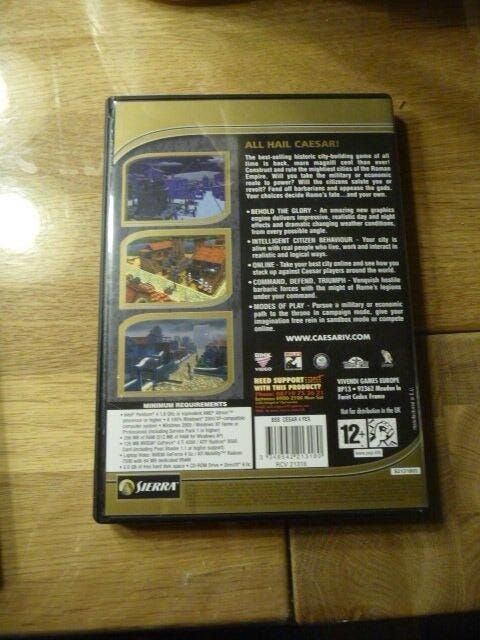 ALL HAIL CAESAR!
The best-selling historic city-building game of all
time is back, more magnificent than ever!
Construct and rule the mightiest cities of the Roman
Empire. Will you take the military or economic
route to power? Will the citizens salute you or
revolt? Fend off barbarians and appease the gods.
Your choices decide Rome's fate...and your own.
• BEHOLD THE GLORY - An amazing new graphics
engine delivers impressive, realistic day and night
effects and dramatic changing weather conditions,
from every possible angle.
• INTELLIGENT CITIZEN BEHAVIOUR - Your city is
alive with real people who live, work and interact in
realistic and logical ways.
• ONLINE - Take your best city online and see how you
stack up against Caesar players around the world.
• COMMAND, DEFEND, TRIUMPH - Vanquish hostile
barbaric forces with the might of Rome's legions
under your command.
• MODES OF PLAY - Pursue a military or economic
path to the throne in campaign mode, give your
imagination free rein in sandbox mode or compete
online.
WWW.CAESARIV.COM
BINK
VIDEO
NEED SUPPORT
WITH THIS PRODUCT?
VIVENDI GAMES EUROPE
Not for distribution in the UK
12+
www.pegi.info
RCV 21318
MINIMUM REQUIREMENTS
SIERRA